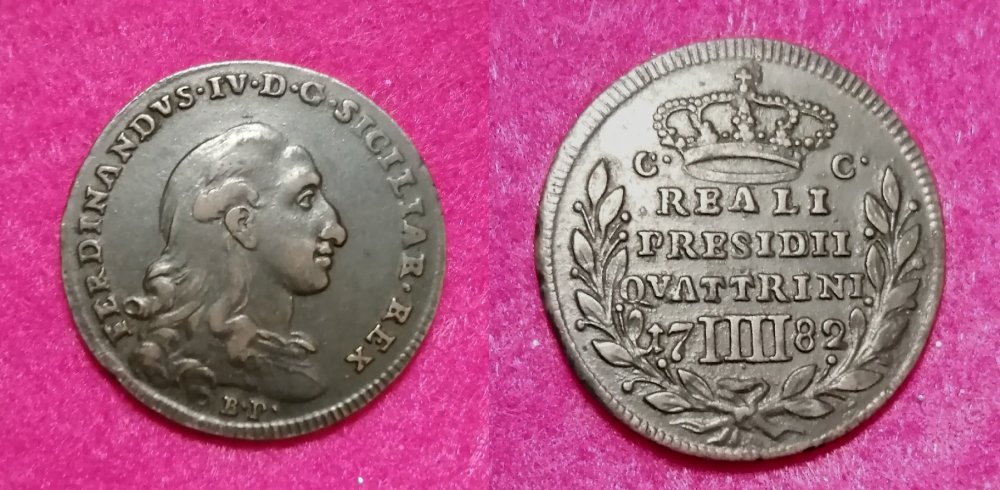 FERDINANDVS·IV·D·G·SICILIAR·REX
B·P·
C· C·
REALI
PRESIDII
QVATTRINI
17 IIII 82